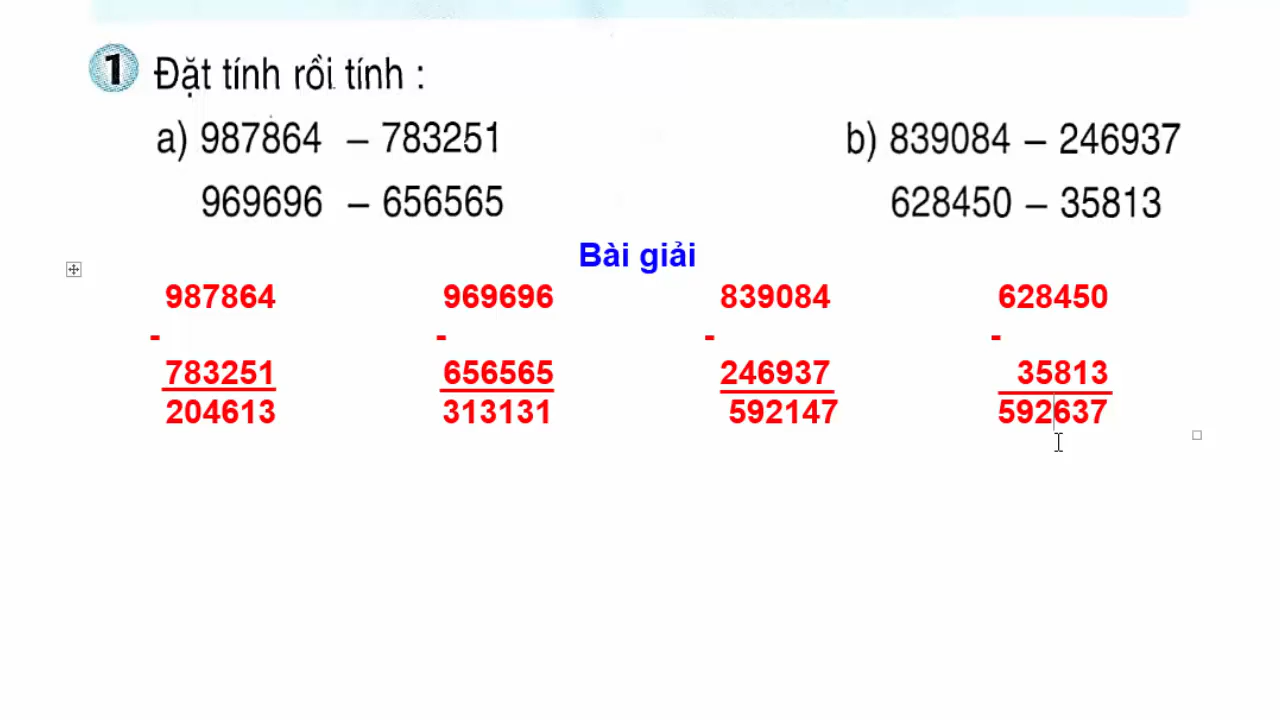 1 Đặt tính rồi tính :
a) 987864 – 783251 b) 839084 – 246937
969696 – 656565 628450 – 35813
Bài giải
987864 969696 839084 628450
- - - -
783251 656565 246937 35813
204613 313131 592147 592637